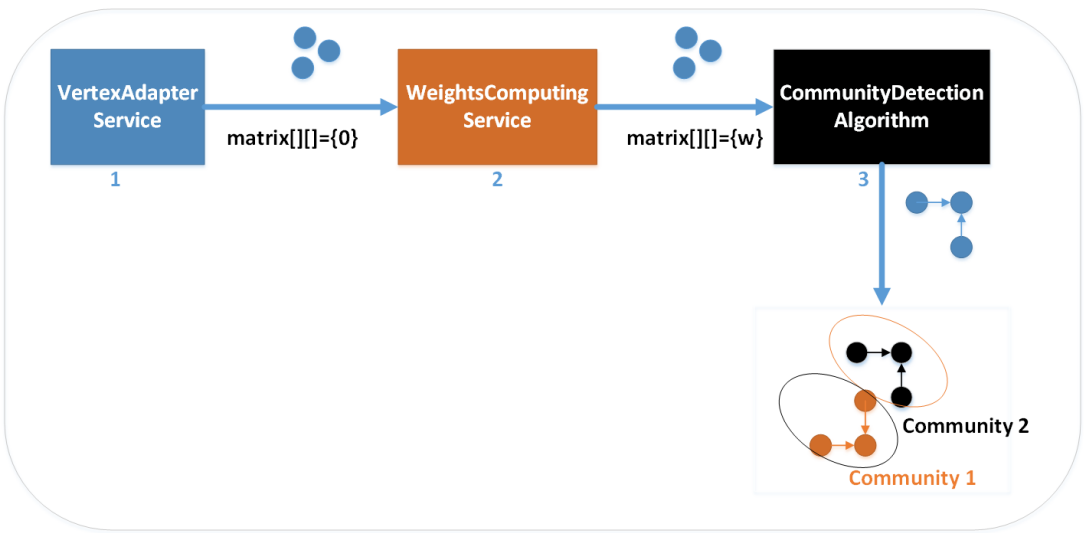 VertexAdapter
Service
1
matrix[][]={0}
WeightsComputing
Service
2
matrix[][]={w}
CommunityDetection
Algorithm
3
Community 2
Community 1